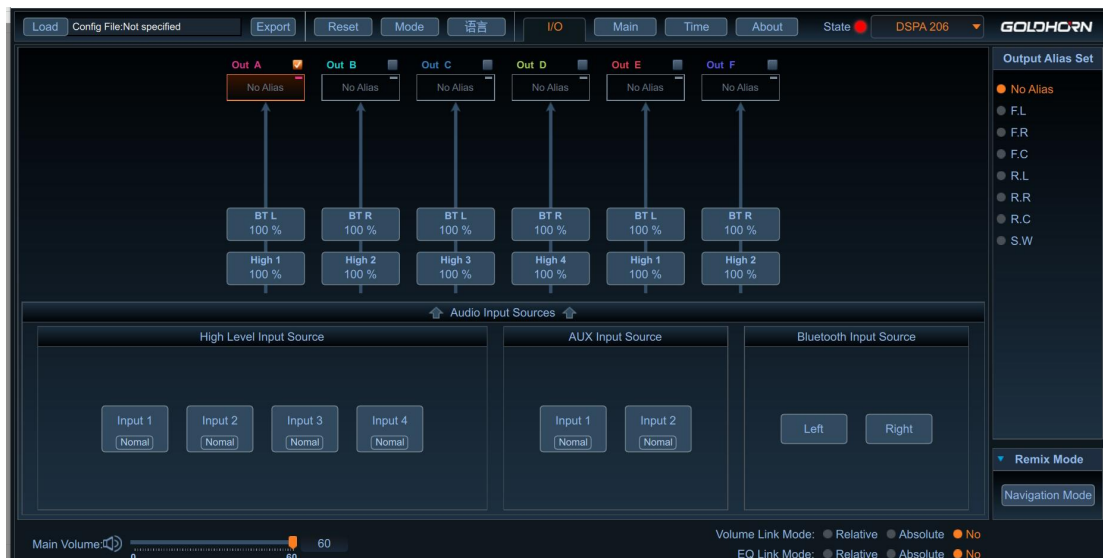 Load Config File:Not specified Export Reset Mode 语言 I/O Main Time About State DSPA 206 GOLDHORN
Out A Out B Out C Out D Out E Out F
No Alias No Alias No Alias No Alias No Alias No Alias
BT L BT R BT L BT R BT L BT R
100 % 100 % 100 % 100 % 100 % 100 %
High 1 High 2 High 3 High 4 High 1 High 2
100 % 100 % 100 % 100 % 100 % 100 %
Output Alias Set
No Alias
F.L
F.R
F.C
R.L
R.R
R.C
S.W
Audio Input Sources
High Level Input Source AUX Input Source Bluetooth Input Source
Input 1 Input 2 Input 3 Input 4 Input 1 Input 2 Left Right
Nomal Nomal Nomal Nomal Nomal Nomal
Remix Mode
Navigation Mode
Main Volume: 60
0 60
Volume Link Mode: Relative Absolute No
EQ Link Mode: Relative Absolute No